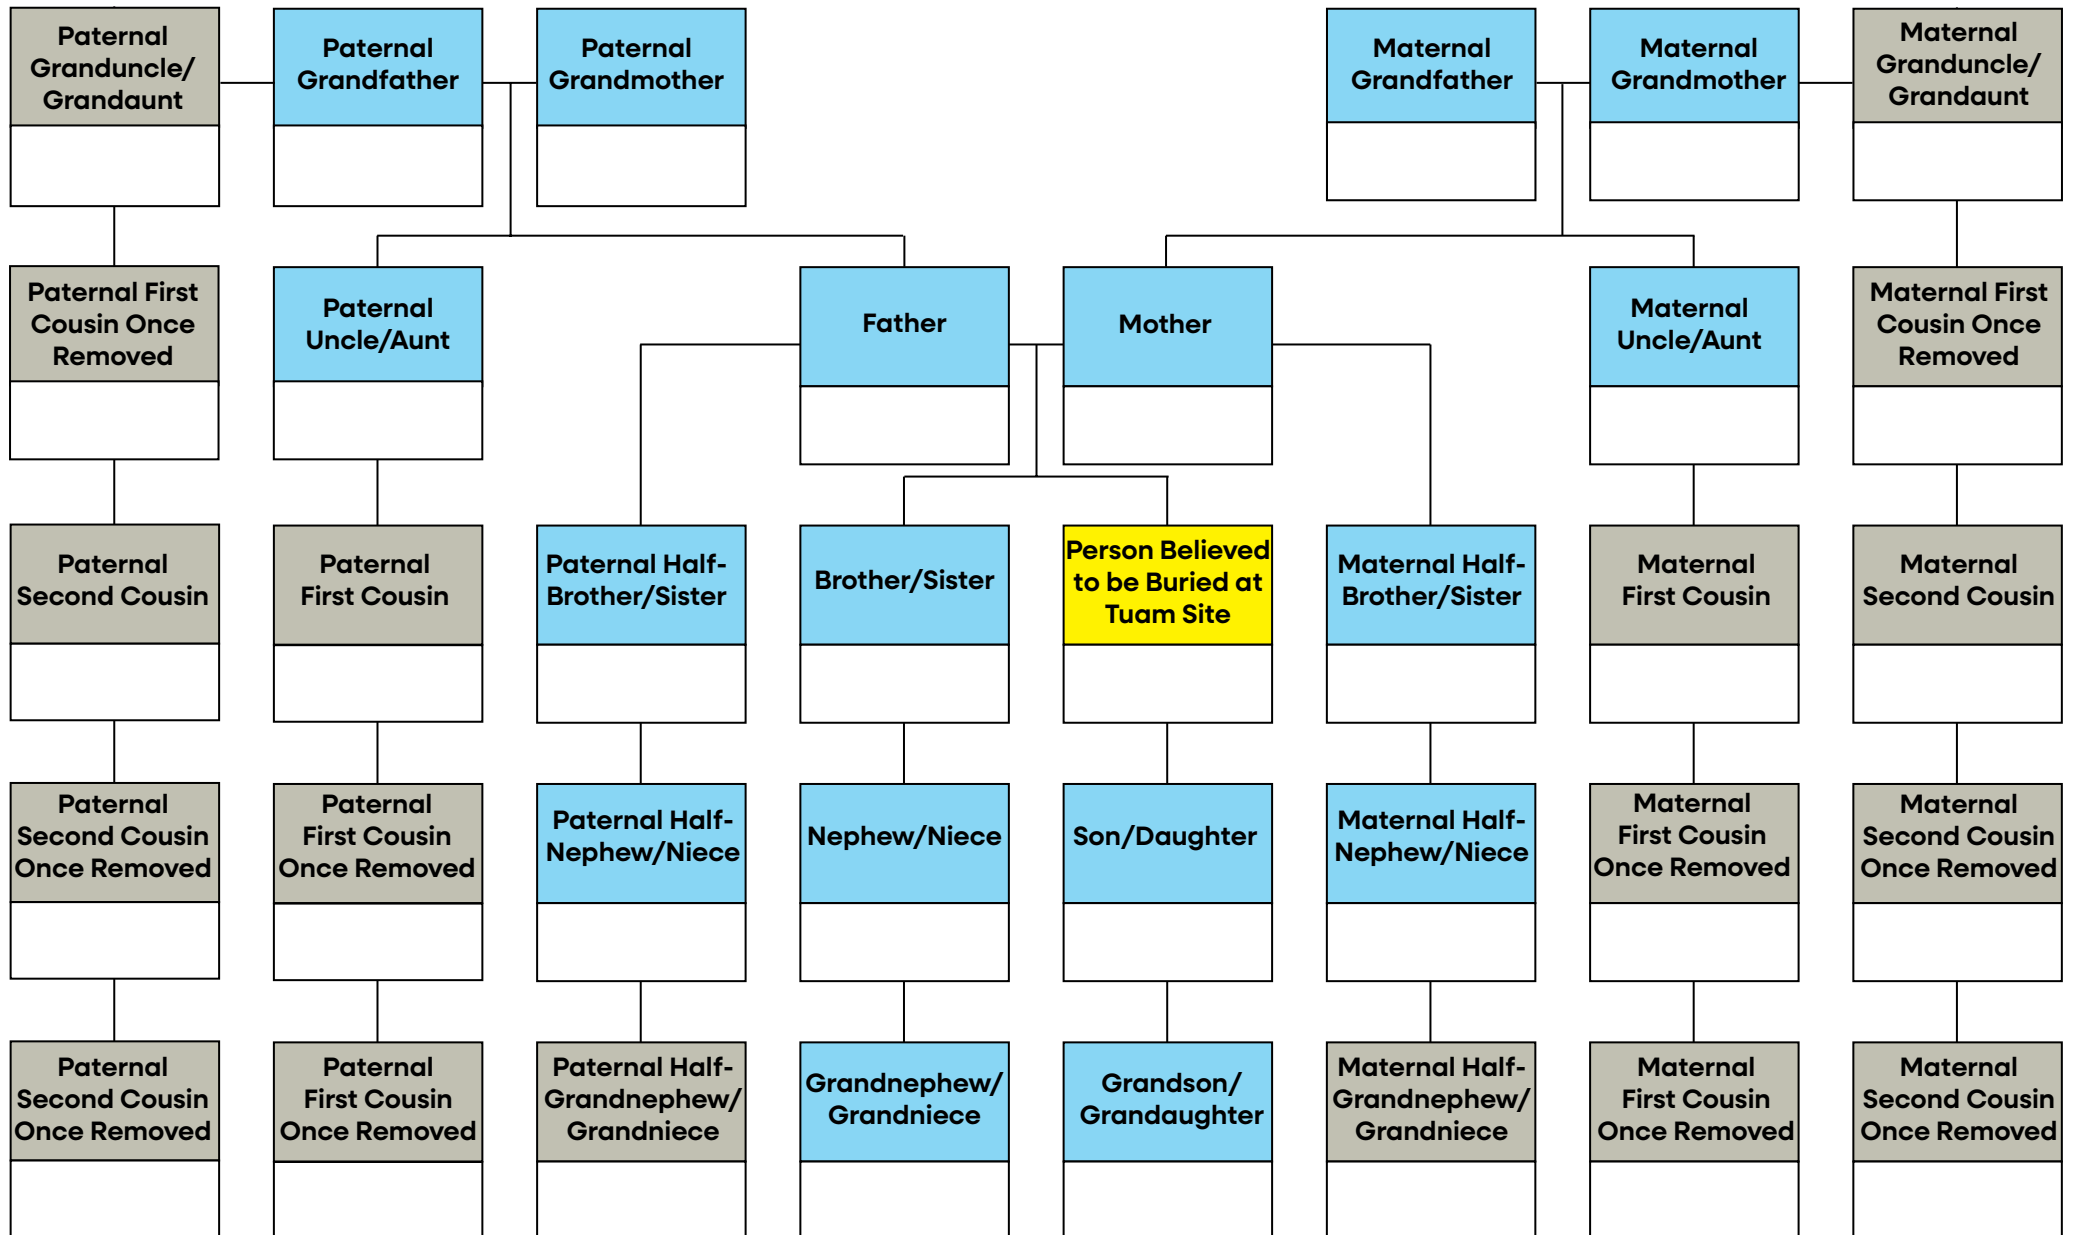 Paternal
Granduncle/
Grandaunt
Paternal
Grandfather
Paternal
Grandmother
Maternal
Grandfather
Maternal
Grandmother
Maternal
Granduncle/
Grandaunt
Paternal First
Cousin Once
Removed
Paternal
Uncle/Aunt
Father
Mother
Maternal
Uncle/Aunt
Maternal First
Cousin Once
Removed
Paternal
Second Cousin
Paternal
First Cousin
Paternal Half-
Brother/Sister
Brother/Sister
Person Believed
to be Buried at
Tuam Site
Maternal Half-
Brother/Sister
Maternal
First Cousin
Maternal
Second Cousin
Paternal
Second Cousin
Once Removed
Paternal
First Cousin
Once Removed
Paternal Half-
Nephew/Niece
Nephew/Niece
Son/Daughter
Maternal Half-
Nephew/Niece
Maternal
First Cousin
Once Removed
Maternal
Second Cousin
Once Removed
Paternal
Second Cousin
Once Removed
Paternal
First Cousin
Once Removed
Paternal Half-
Grandnephew/
Grandniece
Grandnephew/
Grandniece
Grandson/
Grandaughter
Maternal Half-
Grandnephew/
Grandniece
Maternal
First Cousin
Once Removed
Maternal
Second Cousin
Once Removed